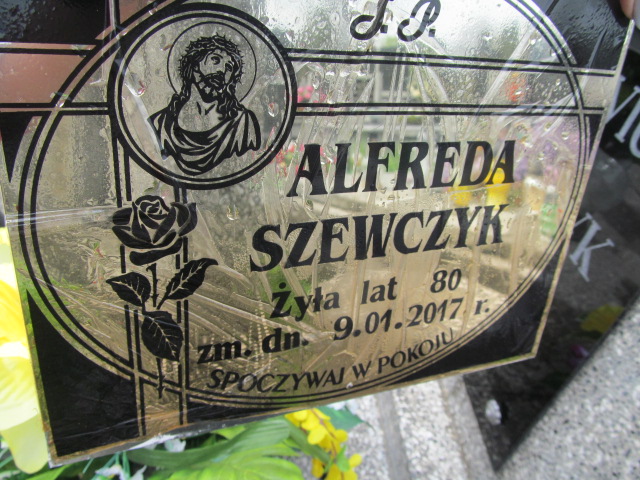 Ś.P.
ALFREDA
SZEWCZYK
Żyła lat 80
zm. dn. 9.01.2017 r.
SPOCZYWAJ W POKOJU